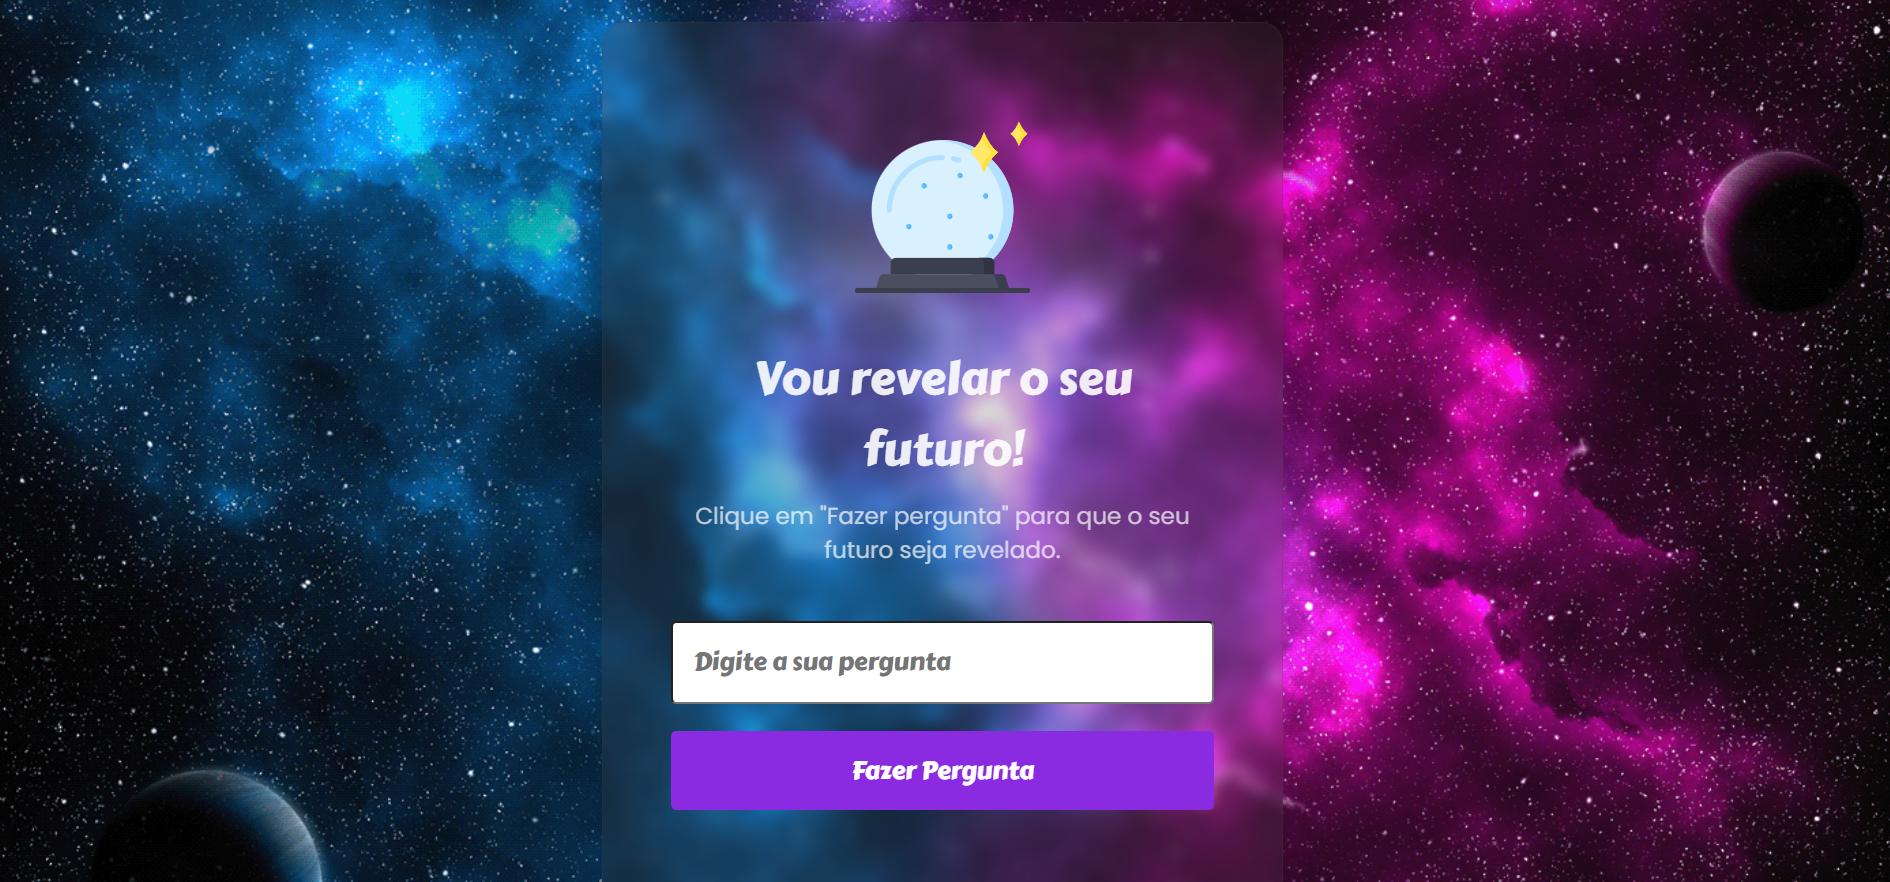 Vou revelar o seu
futuro!
Clique em "Fazer pergunta" para que o seu
futuro seja revelado.
Digite a sua pergunta
Fazer Pergunta